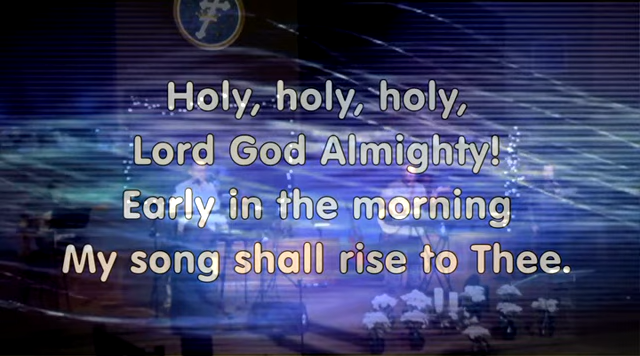 Holy, holy, holy,
Lord God Almighty!
Early in the morning
My song shall rise to Thee.